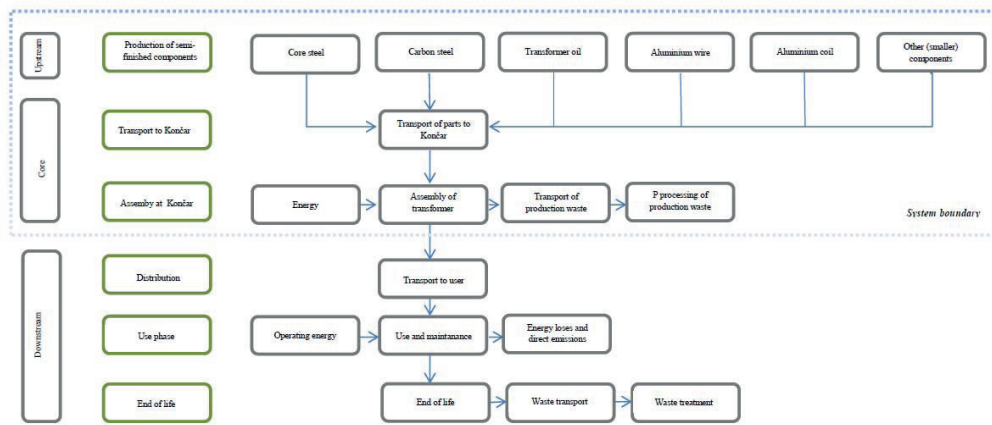 Upstream
Production of semi-
finished components
Core steel
Carbon steel
Transformer oil
Aluminium wire
Aluminium coil
Other (smaller)
components
Core
Transport to Končar
Transport of parts to
Končar
Assemby at Končar
Energy
Assembly of
transformer
Transport of
production waste
P processing of
production waste
System boundary
Downstream
Distribution
Transport to user
Use phase
Operating energy
Use and maintanance
Energy loses and
direct emissions
End of life
End of life
Waste transport
Waste treatment